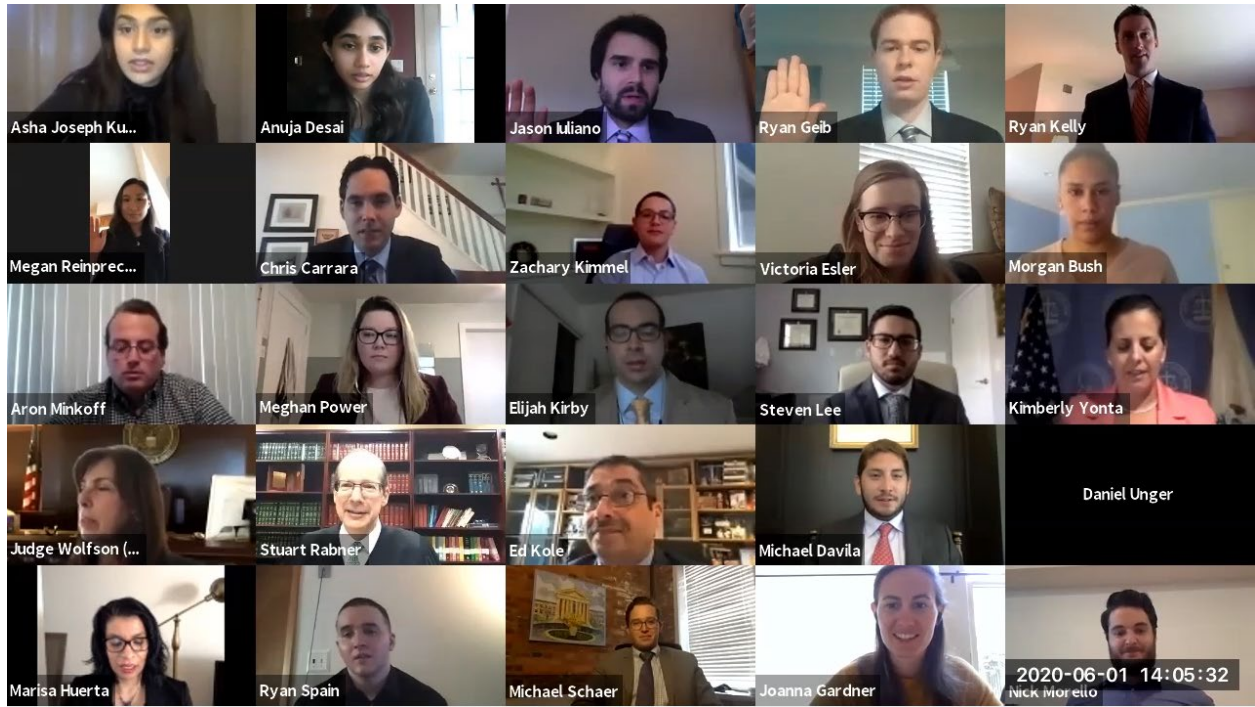 Asha Joseph Ku...
Anuja Desai
Jason Iuliano
Ryan Geib
Ryan Kelly
Megan Reinprec...
Chris Carrara
Zachary Kimmel
Victoria Esler
Morgan Bush
Aron Minkoff
Meghan Power
Elijah Kirby
Steven Lee
Kimberly Yonta
Judge Wolfson (...
Stuart Rabner
Ed Kole
Michael Davila
Daniel Unger
Marisa Huerta
Ryan Spain
Michael Schaer
Joanna Gardner
2020-06-01 14:05:32
Nick Morello